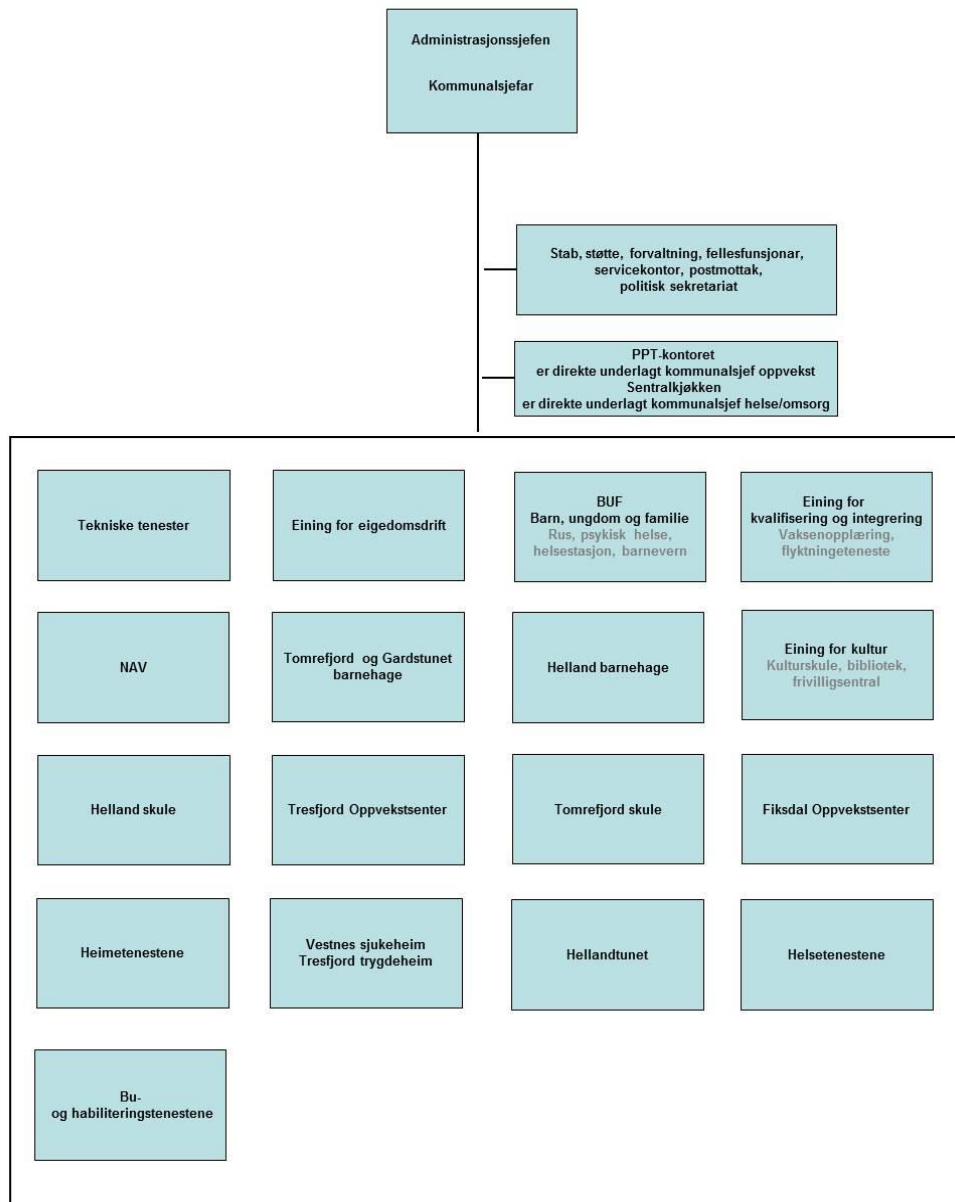 Administrasjonssjefen
Kommunalsjefar
Stab, støtte, forvaltning, fellesfunsjonar,
servicekontor, postmottak,
politisk sekretariat
PPT-kontoret
er direkte underlagt kommunalsjef oppvekst
Sentralkjøkken
er direkte underlagt kommunalsjef helse/omsorg
Tekniske tenester
Eining for eigedomsdrift
BUF
Barn, ungdom og familie
Rus, psykisk helse,
helsestasjon, barnevern
Eining for
kvalifisering og integrering
Vaksenopplæring,
flyktningeteneste
NAV
Tomrefjord og Gardstunet
barnehage
Helland barnehage
Eining for kultur
Kulturskule, bibliotek,
frivilligsentral
Helland skule
Tresfjord Oppvekstsenter
Tomrefjord skule
Fiksdal Oppvekstsenter
Heimetenestene
Vestnes sjukeheim
Tresfjord trygdeheim
Hellandtunet
Helsetenestene
Bu-
og habiliteringstenestene